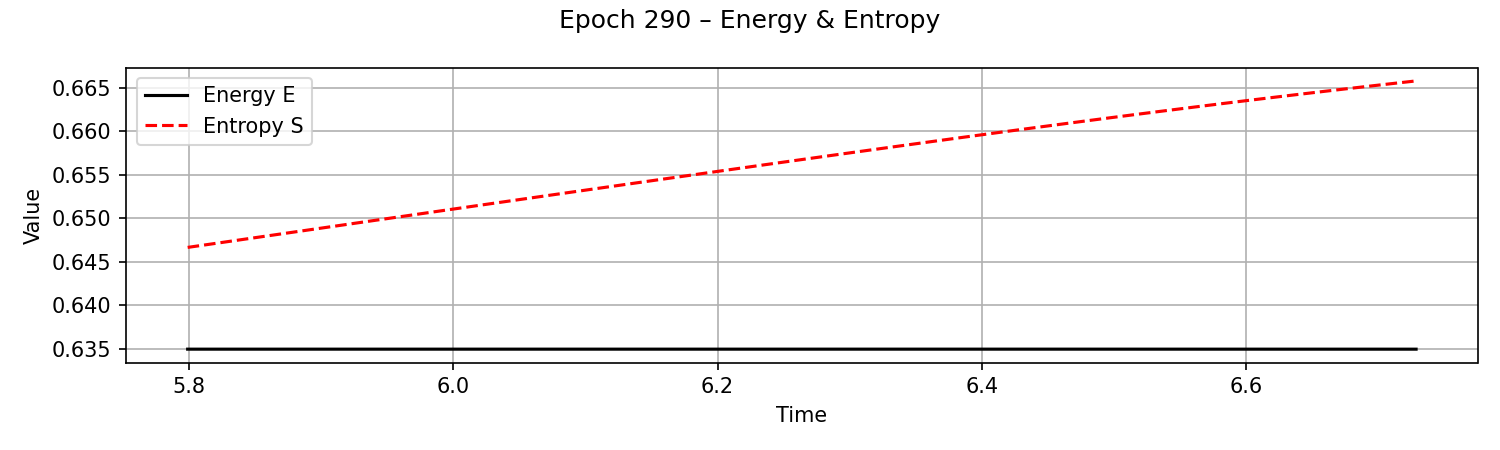 Epoch 290 – Energy & Entropy
Energy E
Entropy S
Value
0.665
0.660
0.655
0.650
0.645
0.640
0.635
5.8 6.0 6.2 6.4 6.6
Time